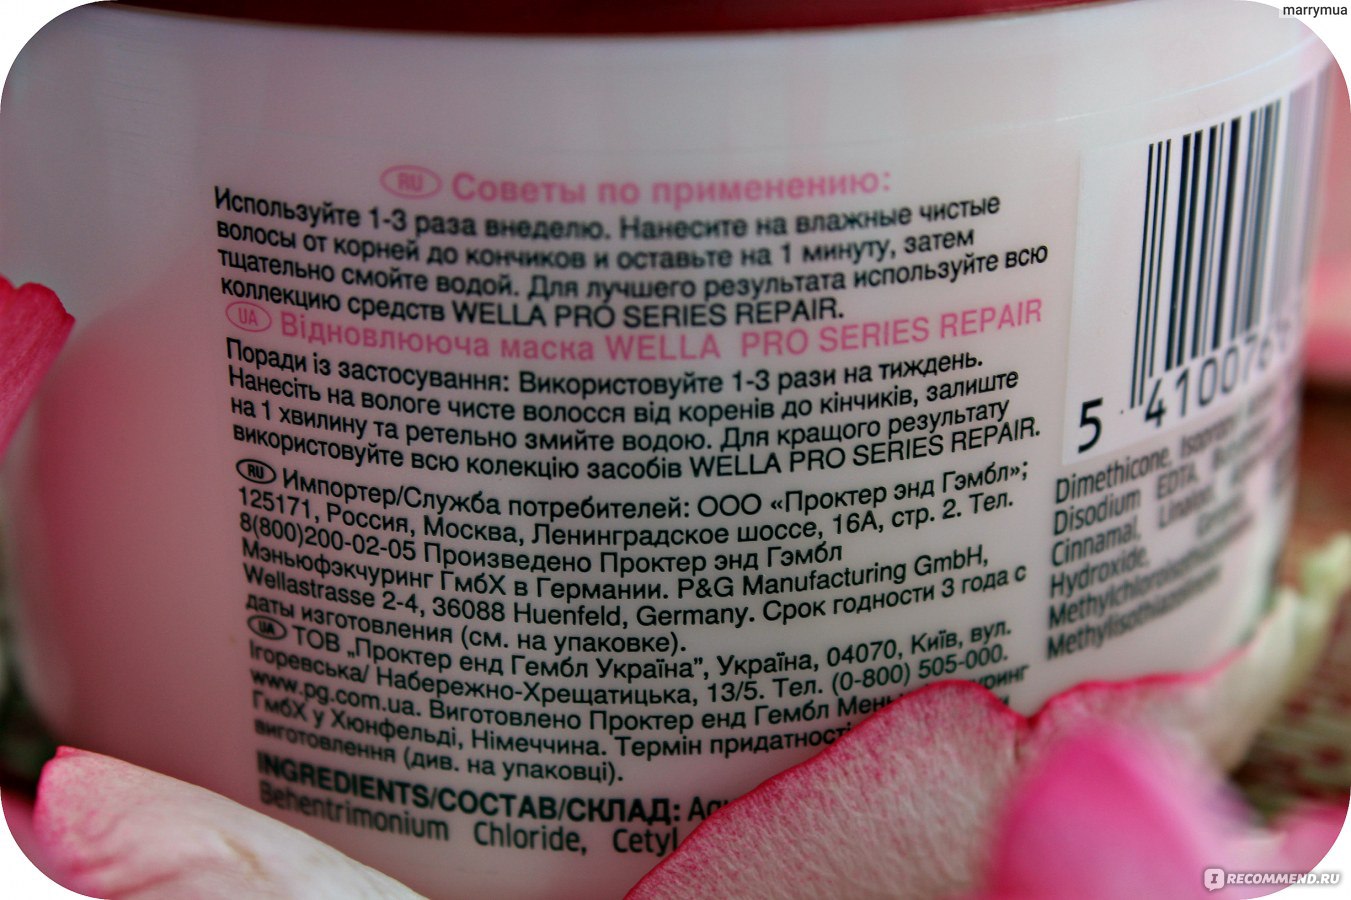 marrymua
RU Советы по применению:
Используйте 1-3 раза внеделю. Нанесите на влажные чистые
волосы от корней до кончиков и оставьте на 1 минуту, затем
тщательно смойте водой. Для лучшего результата используйте всю
коллекцию средств WELLA PRO SERIES REPAIR.
UA Відновлююча маска WELLA PRO SERIES REPAIR
Поради із застосування: Використовуйте 1-3 рази на тиждень.
Нанесіть на вологе чисте волосся від коренів до кінчиків, залиште
на 1 хвилину та ретельно змийте водою. Для кращого результату
використовуйте всю колекцію засобів WELLA PRO SERIES REPAIR.
RU Импортер/Служба потребителей: ООО «Проктер энд Гэмбл»;
125171, Россия, Москва, Ленинградское шоссе, 16А, стр. 2. Тел.
8(800)200-02-05 Произведено Проктер энд Гэмбл
Мэньюфэкчуринг ГмбХ в Германии. P&G Manufacturing GmbH,
Wellastrasse 2-4, 36088 Huenfeld, Germany. Срок годности 3 года с
даты изготовления (см. на упаковке).
UA ТОВ „Проктер енд Гембл Україна”, Україна, 04070, Київ, вул.
Ігоревська/ Набережно-Хрещатицька, 13/5. Тел. (0-800) 505-000.
www.pg.com.ua. Виготовлено Проктер енд Гембл
ГмбХ у Хюнфельді, Німеччина. Термін
виготовлення (див. на упаковці).
INGREDIENTS/СОСТАВ/СКЛАД:
Behentrimonium Chloride, Cetyl
5 410076
Dimethicone,
Disodium EDTA,
Cinnamal, Linalool,
Hydroxide,
IRECOMMEND.RU